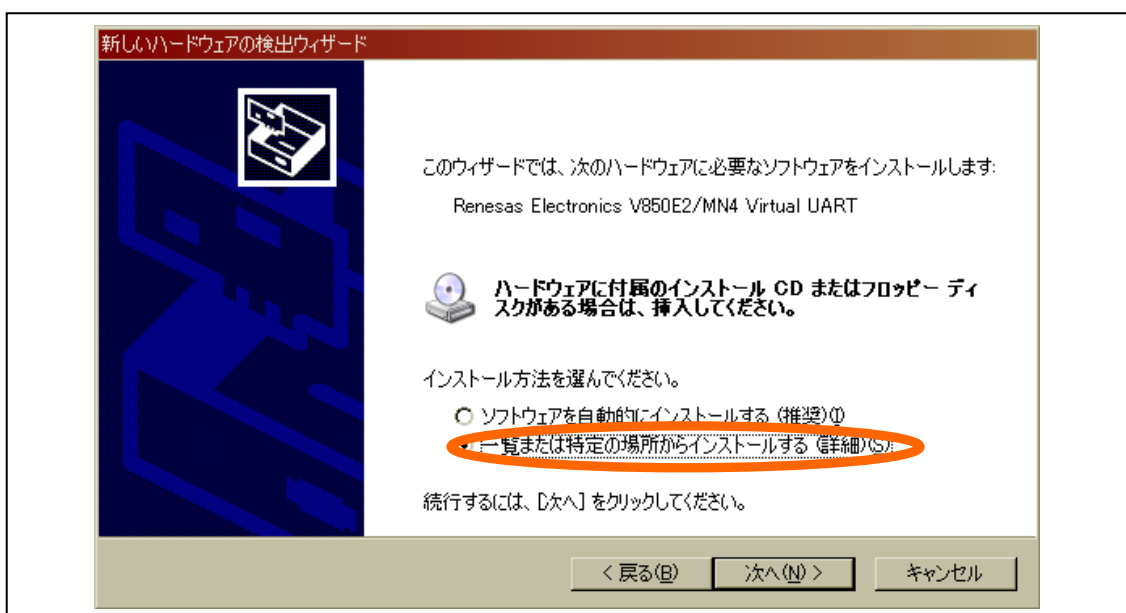 新しいハードウェアの検出ウィザード
このウィザードでは、次のハードウェアに必要なソフトウェアをインストールします:
Renesas Electronics V850E2/MN4 Virtual UART
ハードウェアに付属のインストール CD またはフロッピー ディ
スクがある場合は、挿入してください。
インストール方法を選んでください。
ソフトウェアを自動的にインストールする (推奨)(I)
一覧または特定の場所からインストールする (詳細)(S)
続行するには、[次へ] をクリックしてください。
< 戻る(B) 次へ(N) > キャンセル